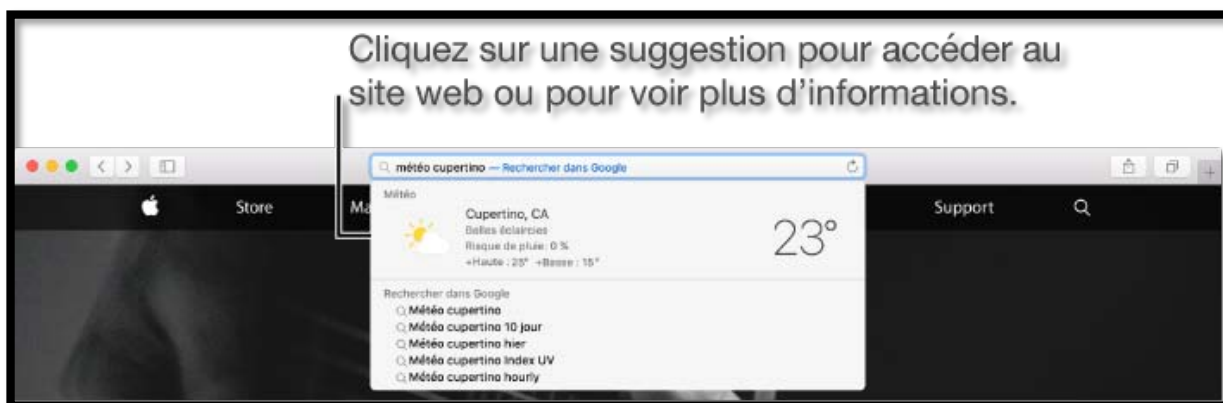 Cliquez sur une suggestion pour accéder au
site web ou pour voir plus d'informations.
météo cupertino — Rechercher dans Google
Store
Ma
Support
Météo
Cupertino, CA
Belles éclaircies
Risque de pluie: 0 %
23°
+Haute : 23° +Basse : 15°
Rechercher dans Google
Météo cupertino
Météo cupertino 10 jour
Météo cupertino hier
Météo cupertino Index UV
Météo cupertino hourly